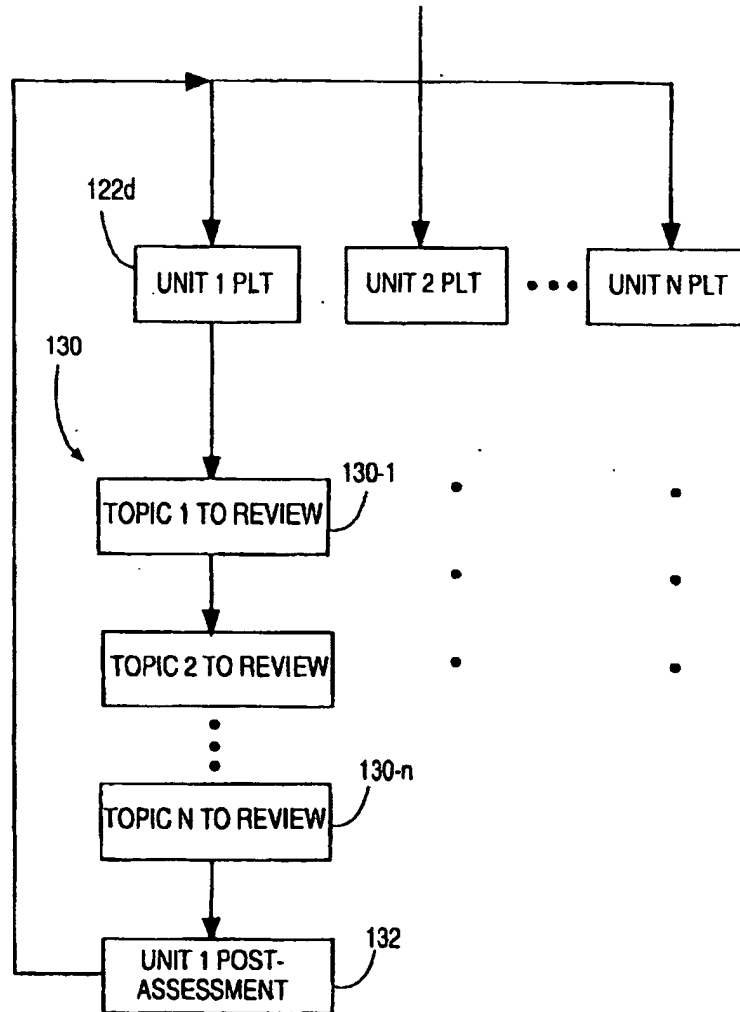 122d
UNIT 1 PLT
UNIT 2 PLT
UNIT N PLT
130
130-1
TOPIC 1 TO REVIEW
TOPIC 2 TO REVIEW
130-n
TOPIC N TO REVIEW
132
UNIT 1 POST-
ASSESSMENT